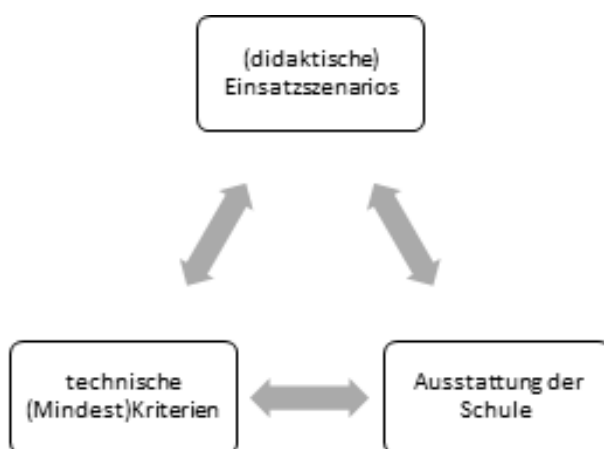 (didaktische)
Einsatzszenarios
technische
(Mindest)Kriterien
Ausstattung der
Schule